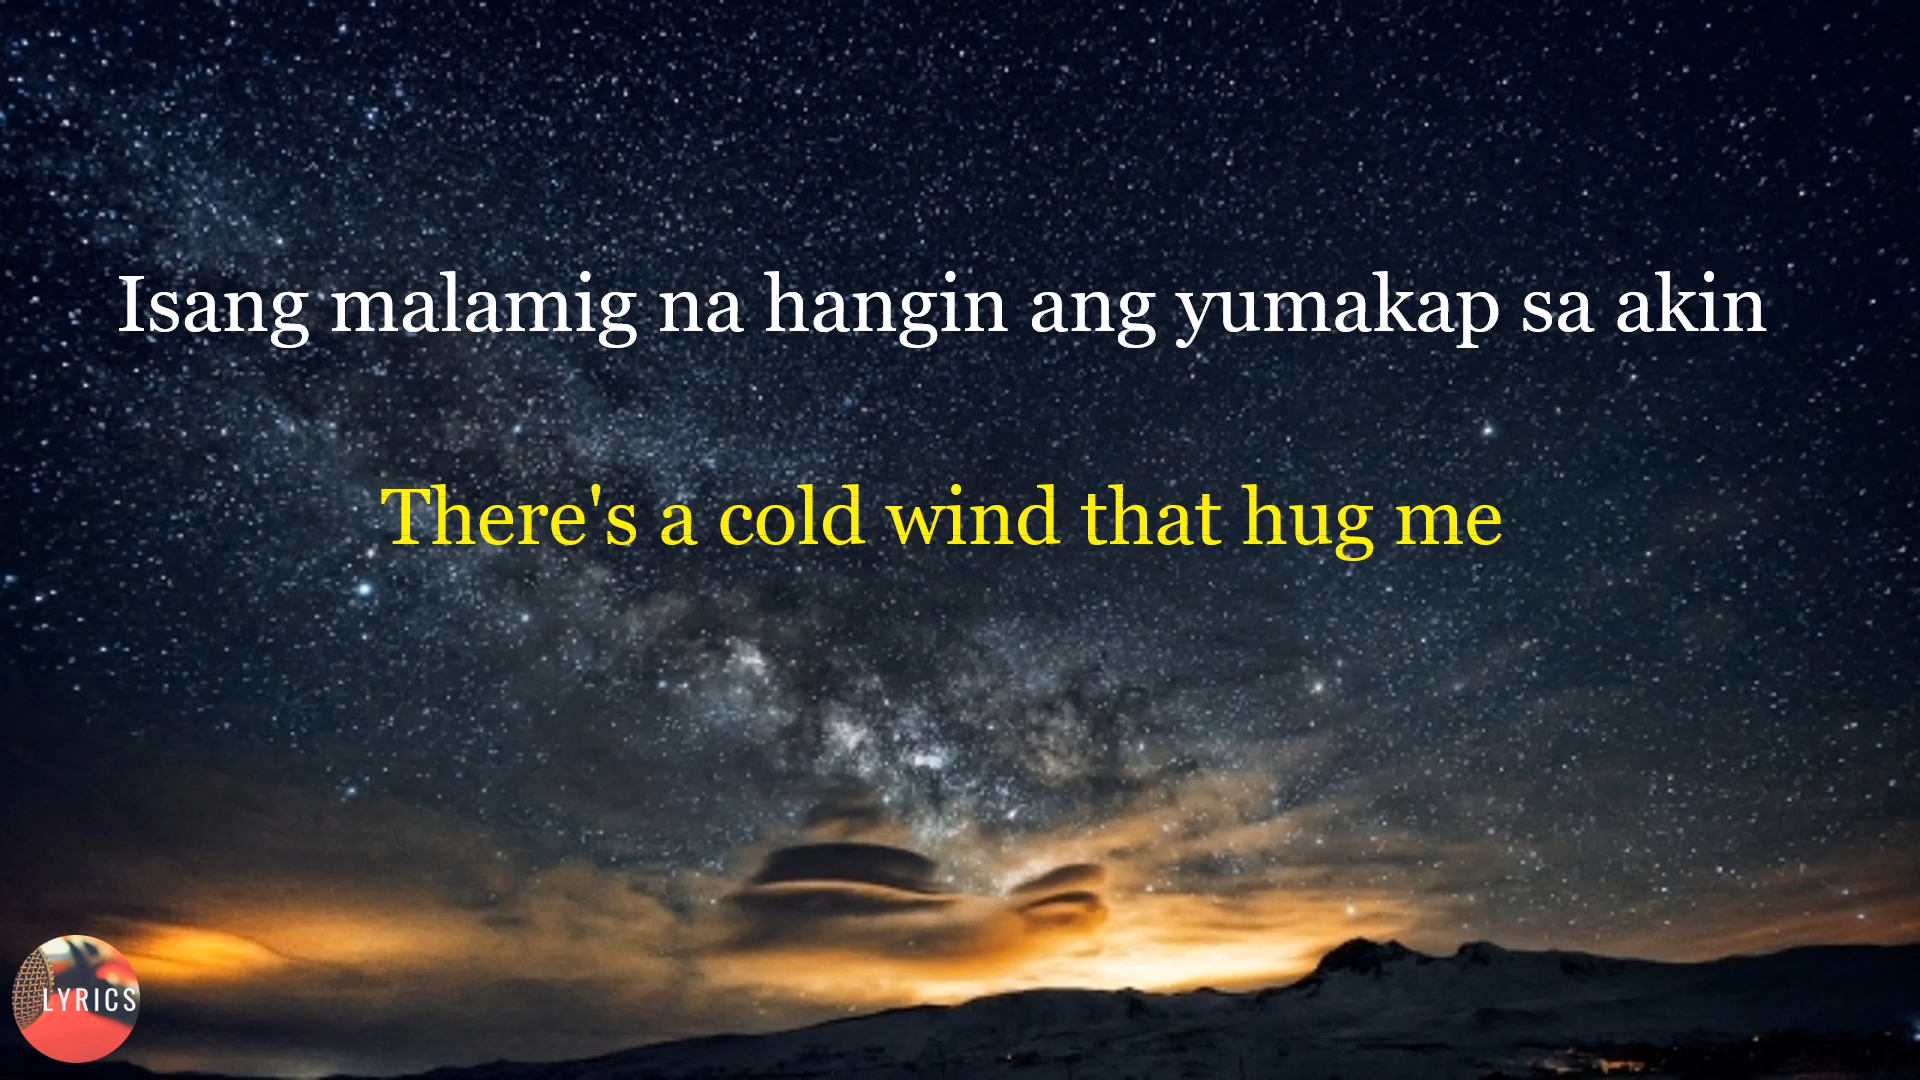 Isang malamig na hangin ang yumakap sa akin
There's a cold wind that hug me
LYRICS